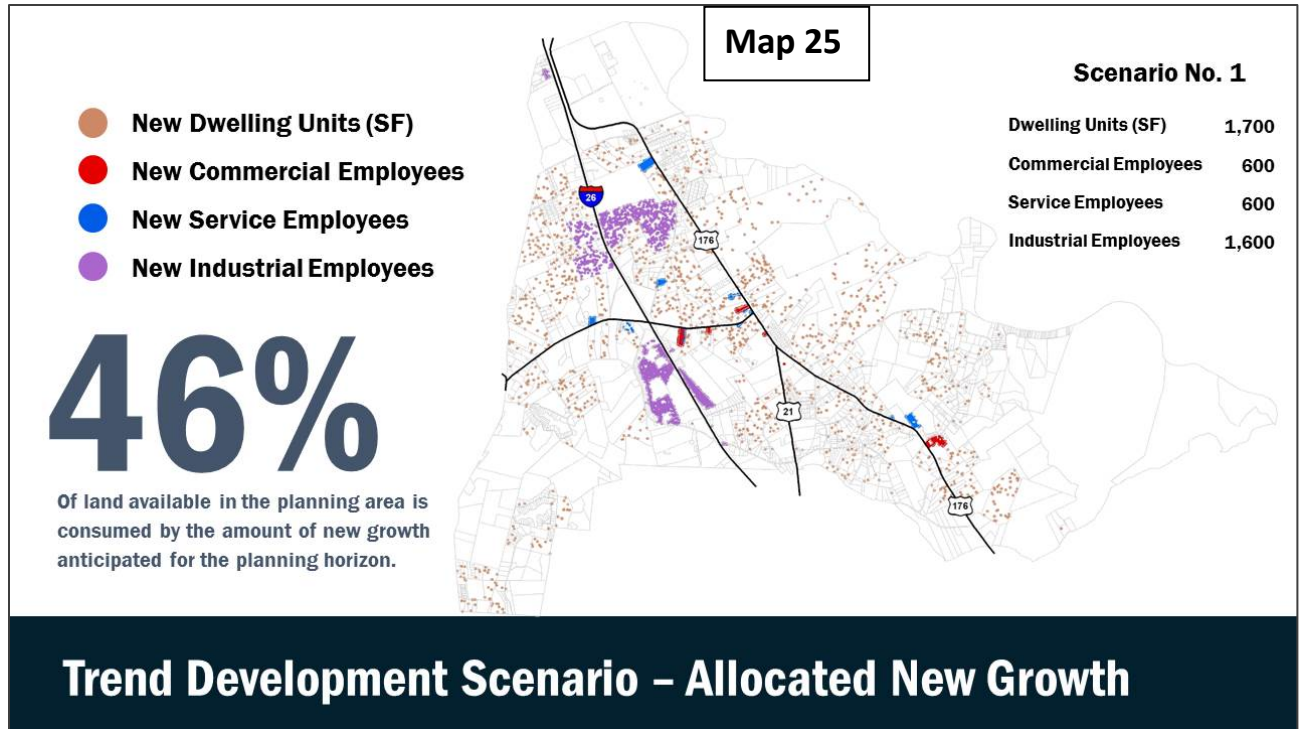 Map 25
Scenario No. 1
Dwelling Units (SF) 1,700
Commercial Employees 600
Service Employees 600
Industrial Employees 1,600
New Dwelling Units (SF)
New Commercial Employees
New Service Employees
New Industrial Employees
46%
Of land available in the planning area is
consumed by the amount of new growth
anticipated for the planning horizon.
26
176
21
176
Trend Development Scenario – Allocated New Growth